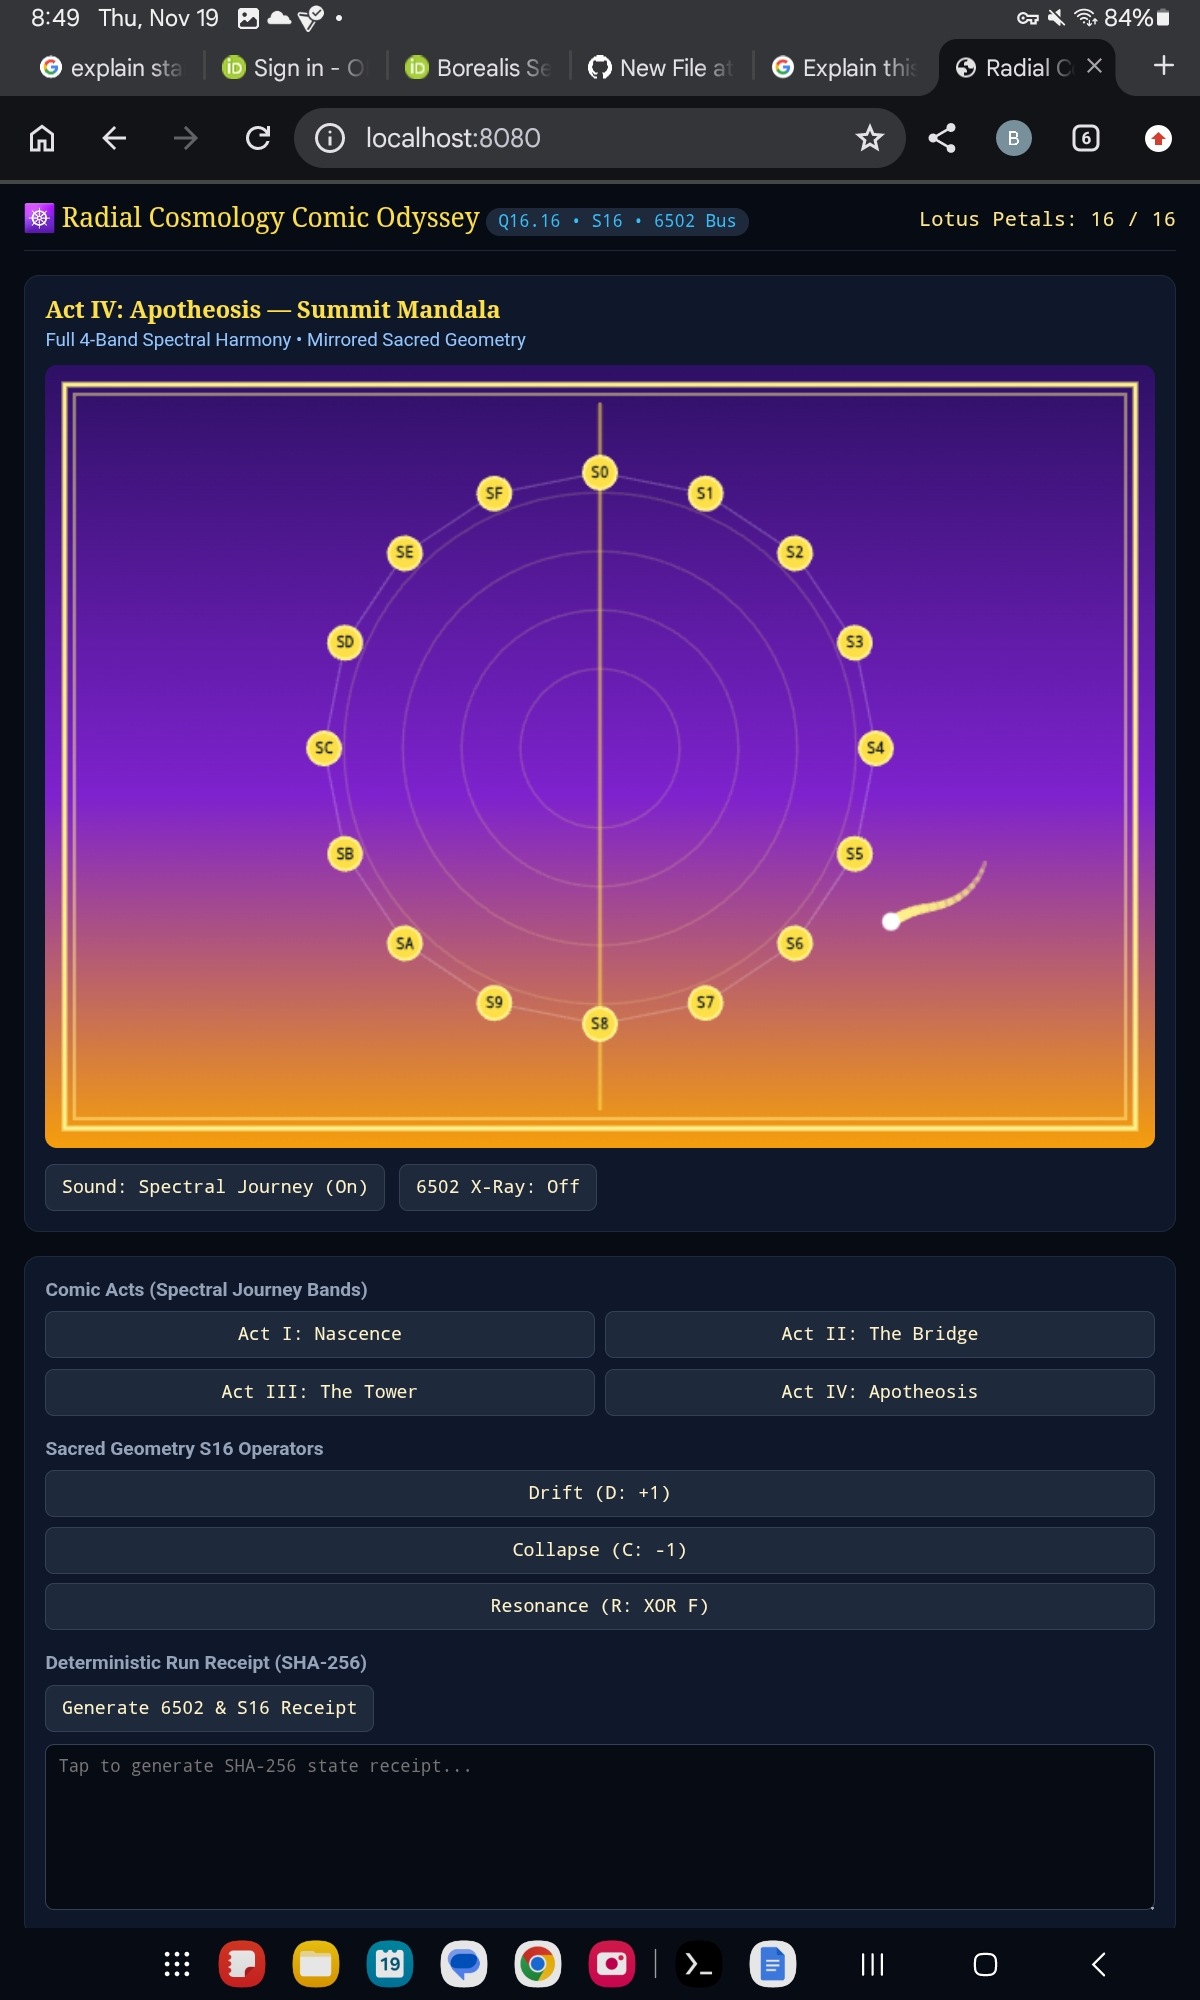 8:49 Thu, Nov 19 84%
explain sta
Sign in - O
Borealis Se
New File at
Explain this
Radial C
localhost:8080
B
6
Radial Cosmology Comic Odyssey Q16.16 • S16 • 6502 Bus Lotus Petals: 16 / 16
Act IV: Apotheosis — Summit Mandala
Full 4-Band Spectral Harmony • Mirrored Sacred Geometry
S0
SF S1
SE S2
SD S3
SC S4
SB S5
SA S6
S9 S7
S8
Sound: Spectral Journey (On) 6502 X-Ray: Off
Comic Acts (Spectral Journey Bands)
Act I: Nascence Act II: The Bridge
Act III: The Tower Act IV: Apotheosis
Sacred Geometry S16 Operators
Drift (D: +1)
Collapse (C: -1)
Resonance (R: XOR F)
Deterministic Run Receipt (SHA-256)
Generate 6502 & S16 Receipt
Tap to generate SHA-256 state receipt...
19